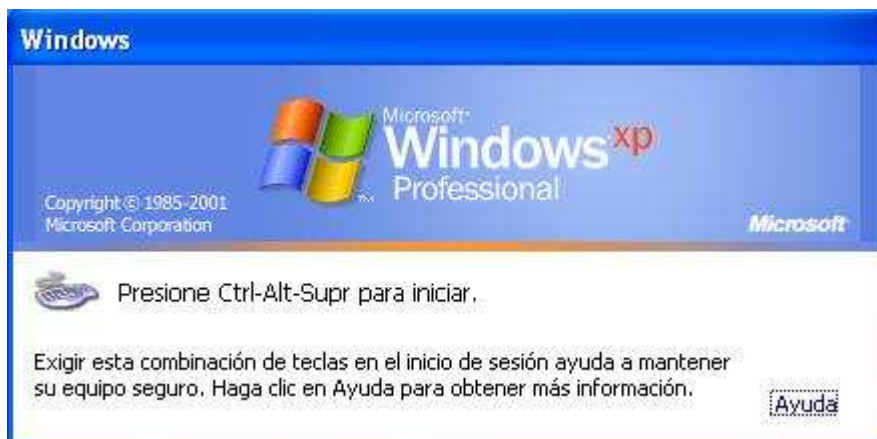 Windows
Microsoft®
Windows xp
Professional
TM
Copyright © 1985-2001
Microsoft Corporation
Microsoft
Presione Ctrl-Alt-Supr para iniciar.
Exigir esta combinación de teclas en el inicio de sesión ayuda a mantener
su equipo seguro. Haga clic en Ayuda para obtener más información.
Ayuda